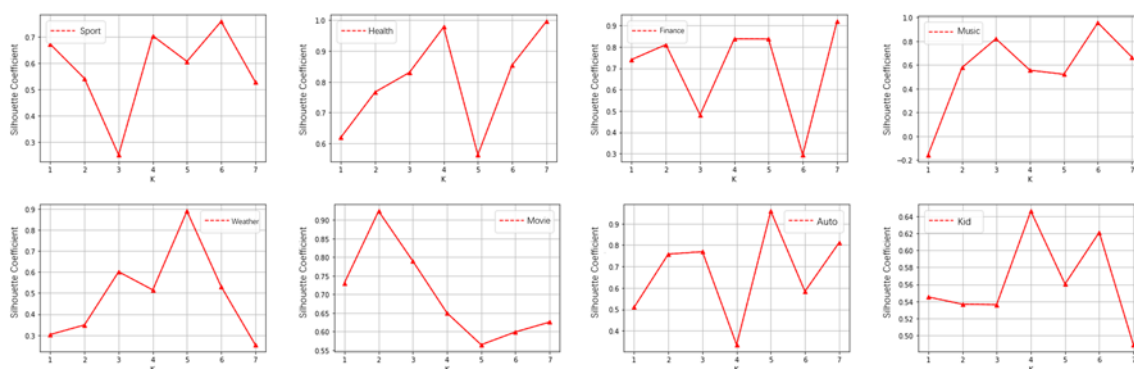 Sport
Silhouette Coefficient
0.7
0.6
0.5
0.4
0.3
1 2 3 4 5 6 7
K
Health
Silhouette Coefficient
1.0
0.9
0.8
0.7
0.6
1 2 3 4 5 6 7
K
Finance
Silhouette Coefficient
0.9
0.8
0.7
0.6
0.5
0.4
0.3
1 2 3 4 5 6 7
K
Music
Silhouette Coefficient
1.0
0.8
0.6
0.4
0.2
0.0
−0.2
1 2 3 4 5 6 7
K
Weather
Silhouette Coefficient
0.9
0.8
0.7
0.6
0.5
0.4
0.3
1 2 3 4 5 6 7
K
Movie
Silhouette Coefficient
0.90
0.85
0.80
0.75
0.70
0.65
0.60
0.55
1 2 3 4 5 6 7
K
Auto
Silhouette Coefficient
0.9
0.8
0.7
0.6
0.5
0.4
1 2 3 4 5 6 7
K
Kid
Silhouette Coefficient
0.64
0.62
0.60
0.58
0.56
0.54
0.52
0.50
1 2 3 4 5 6 7
K